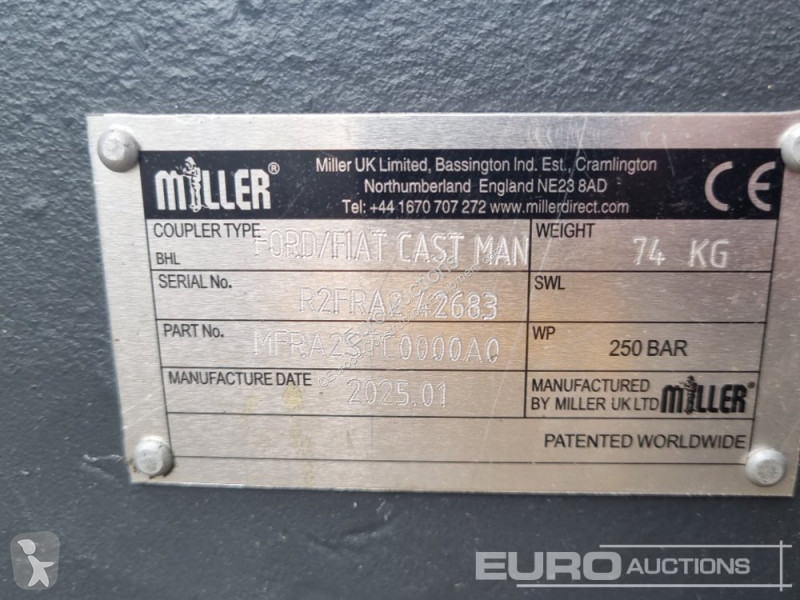 MILLER®
Miller UK Limited, Bassington Ind. Est., Cramlington
Northumberland England NE23 8AD
Tel: +44 1670 707 272 www.millerdirect.com
CE
COUPLER TYPE
BHL
FORD/FIAT CAST MAN
WEIGHT
74 KG
SERIAL No.
R2FRA2 42683
SWL
PART No.
WP
250 BAR
MANUFACTURE DATE
2025.01
MANUFACTURED
BY MILLER UK LTD
MILLER®
PATENTED WORLDWIDE
EURO AUCTIONS